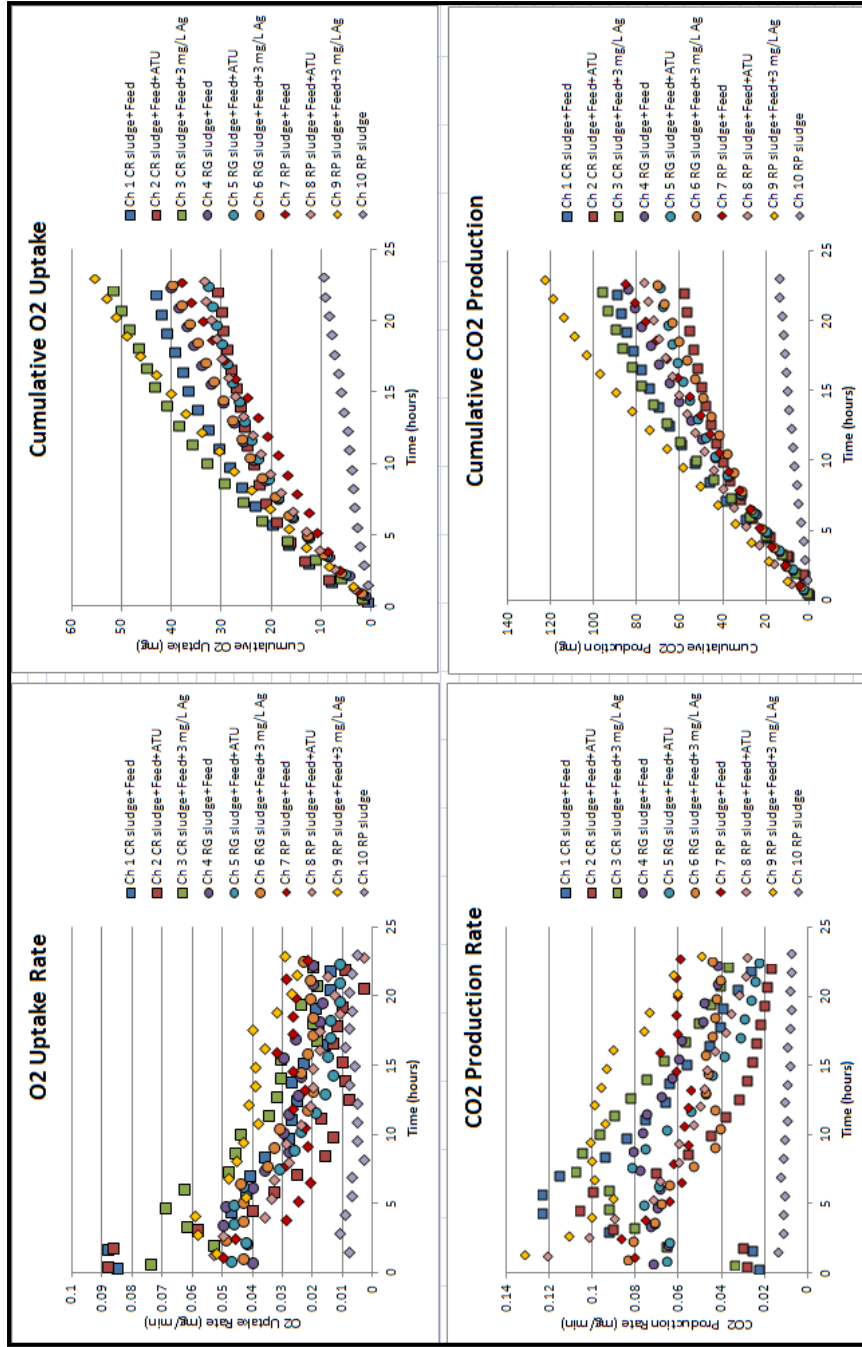 O2 Uptake Rate
O2 Uptake Rate (mg/min)
0.1
0.09
0.08
0.07
0.06
0.05
0.04
0.03
0.02
0.01
0
0
5
10
15
20
25
Time (hours)
Ch 1 CR sludge+Feed
Ch 2 CR sludge+Feed+ATU
Ch 3 CR sludge+Feed+3 mg/L Ag
Ch 4 RG sludge+Feed
Ch 5 RG sludge+Feed+ATU
Ch 6 RG sludge+Feed+3 mg/L Ag
Ch 7 RP sludge+Feed
Ch 8 RP sludge+Feed+ATU
Ch 9 RP sludge+Feed+3 mg/L Ag
Ch 10 RP sludge
Cumulative O2 Uptake
Cumulative O2 Uptake (mg)
60
50
40
30
20
10
0
0
5
10
15
20
25
Time (hours)
Ch 1 CR sludge+Feed
Ch 2 CR sludge+Feed+ATU
Ch 3 CR sludge+Feed+3 mg/L Ag
Ch 4 RG sludge+Feed
Ch 5 RG sludge+Feed+ATU
Ch 6 RG sludge+Feed+3 mg/L Ag
Ch 7 RP sludge+Feed
Ch 8 RP sludge+Feed+ATU
Ch 9 RP sludge+Feed+3 mg/L Ag
Ch 10 RP sludge
CO2 Production Rate
CO2
Production Rate (mg/min)
0.14
0.12
0.1
0.08
0.06
0.04
0.02
0
0
5
10
15
20
25
Time (hours)
Ch 1 CR sludge+Feed
Ch 2 CR sludge+Feed+ATU
Ch 3 CR sludge+Feed+3 mg/L Ag
Ch 4 RG sludge+Feed
Ch 5 RG sludge+Feed+ATU
Ch 6 RG sludge+Feed+3 mg/L Ag
Ch 7 RP sludge+Feed
Ch 8 RP sludge+Feed+ATU
Ch 9 RP sludge+Feed+3 mg/L Ag
Ch 10 RP sludge
Cumulative CO2 Production
Cumulative CO2
Production (mg)
140
120
100
80
60
40
20
0
0
5
10
15
20
25
Time (hours)
Ch 1 CR sludge+Feed
Ch 2 CR sludge+Feed+ATU
Ch 3 CR sludge+Feed+3 mg/L Ag
Ch 4 RG sludge+Feed
Ch 5 RG sludge+Feed+ATU
Ch 6 RG sludge+Feed+3 mg/L Ag
Ch 7 RP sludge+Feed
Ch 8 RP sludge+Feed+ATU
Ch 9 RP sludge+Feed+3 mg/L Ag
Ch 10 RP sludge